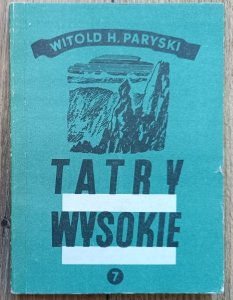 WITOLD H. PARYSKI
TATRY
WYSOKIE
7